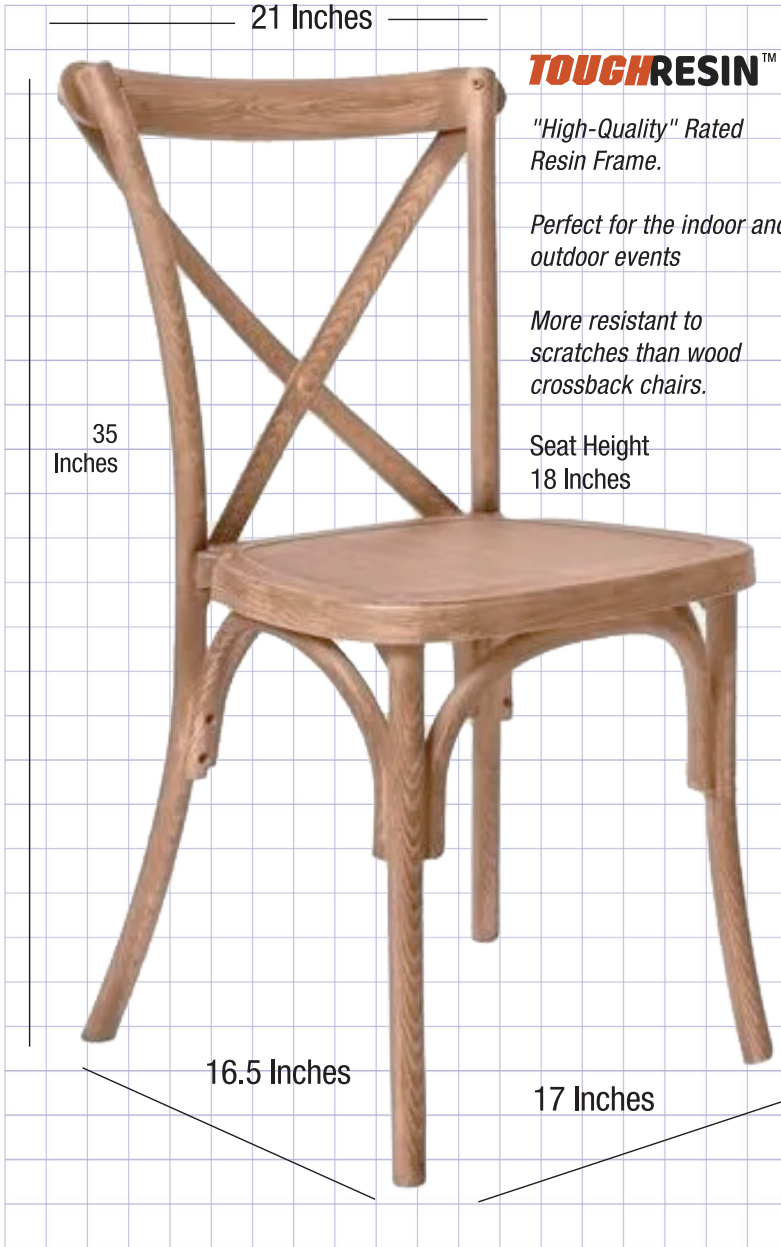 21 Inches
TOUGHRESIN™
"High-Quality" Rated
Resin Frame.
Perfect for the indoor and
outdoor events
More resistant to
scratches than wood
crossback chairs.
35
Inches
Seat Height
18 Inches
16.5 Inches
17 Inches